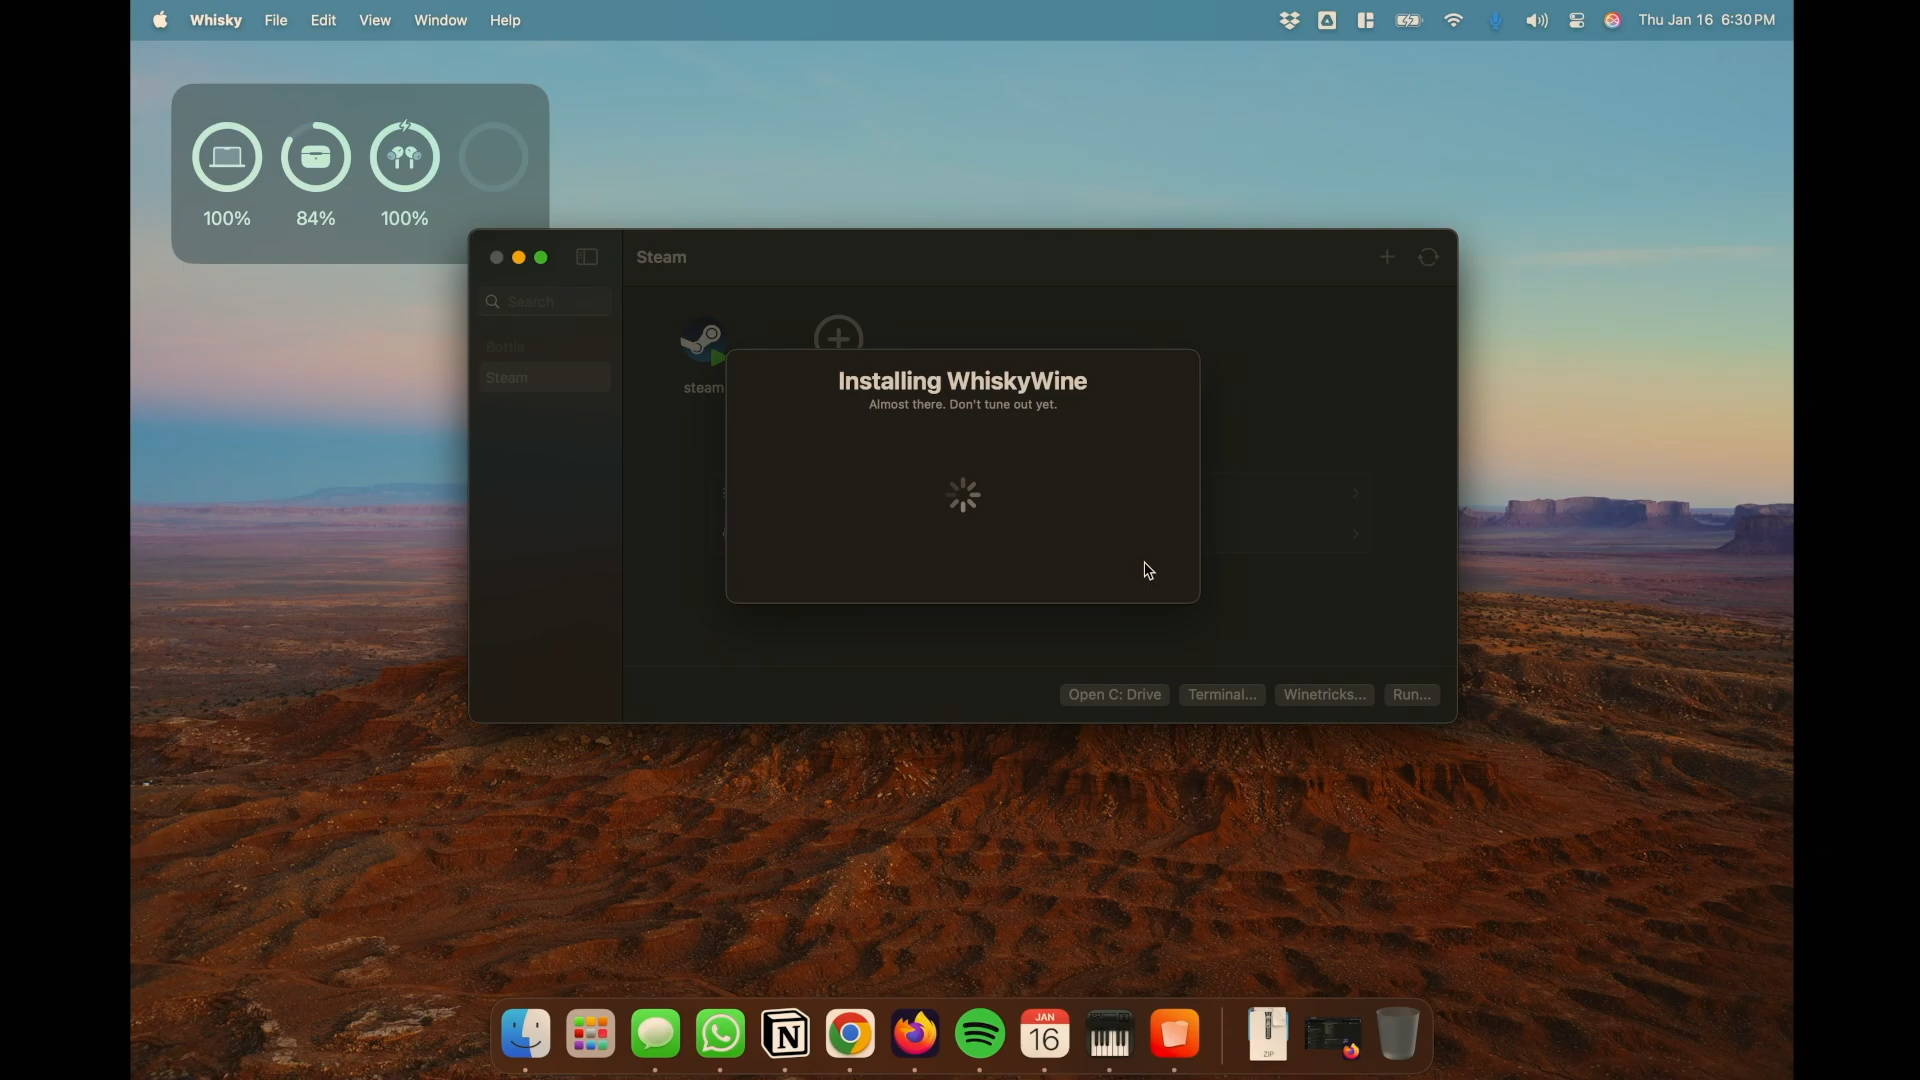 Whisky File Edit View Window Help Thu Jan 16 6:30 PM
100% 84% 100%
Steam
Search
Bottle
Steam
steam
Installing WhiskyWine
Almost there. Don't tune out yet.
Open C: Drive Terminal... Winetricks... Run...
JAN
16
N
ZIP